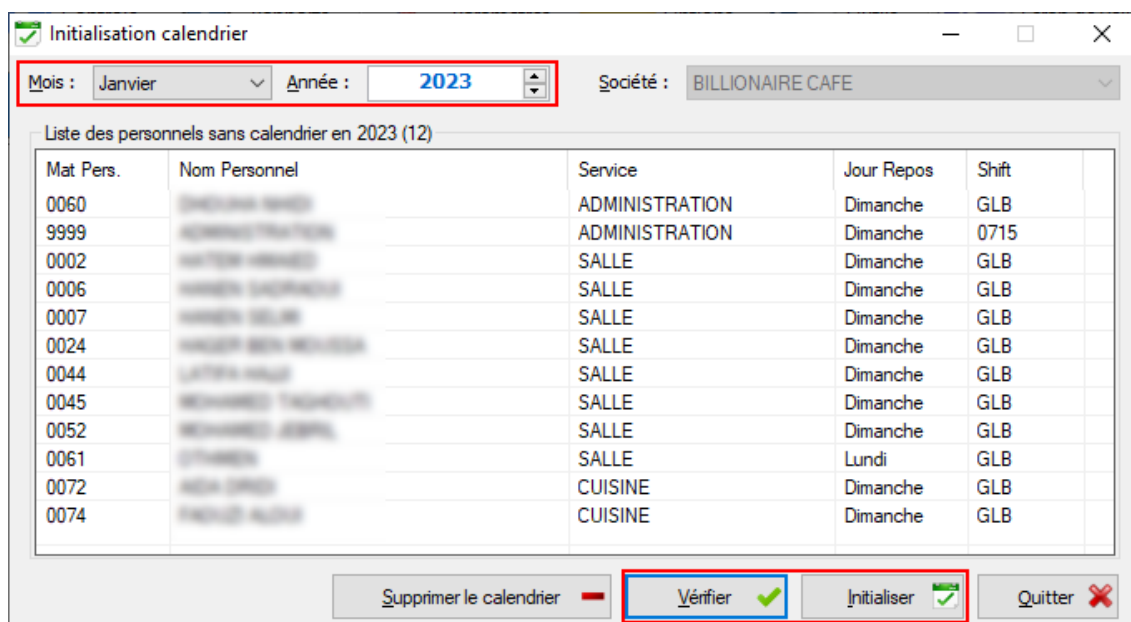 Initialisation calendrier
Mois : Janvier Année : 2023 Société : BILLIONAIRE CAFE
Liste des personnels sans calendrier en 2023 (12)
Mat Pers. Nom Personnel Service Jour Repos Shift
0060 ADMINISTRATION Dimanche GLB
9999 ADMINISTRATION Dimanche 0715
0002 SALLE Dimanche GLB
0006 SALLE Dimanche GLB
0007 SALLE Dimanche GLB
0024 SALLE Dimanche GLB
0044 SALLE Dimanche GLB
0045 SALLE Dimanche GLB
0052 SALLE Dimanche GLB
0061 SALLE Lundi GLB
0072 CUISINE Dimanche GLB
0074 CUISINE Dimanche GLB
Supprimer le calendrier Vérifier Initialiser Quitter